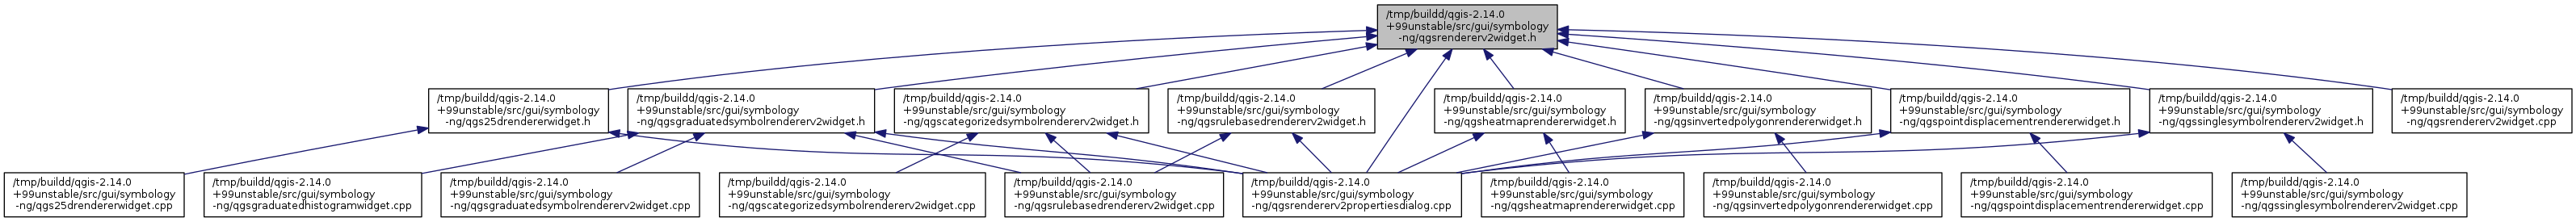 /tmp/buildd/qgis-2.14.0
+99unstable/src/gui/symbology
-ng/qgsrendererv2widget.h
/tmp/buildd/qgis-2.14.0
+99unstable/src/gui/symbology
-ng/qgs25drendererwidget.h
/tmp/buildd/qgis-2.14.0
+99unstable/src/gui/symbology
-ng/qgsgraduatedsymbolrendererv2widget.h
/tmp/buildd/qgis-2.14.0
+99unstable/src/gui/symbology
-ng/qgscategorizedsymbolrendererv2widget.h
/tmp/buildd/qgis-2.14.0
+99unstable/src/gui/symbology
-ng/qgsrulebasedrendererv2widget.h
/tmp/buildd/qgis-2.14.0
+99unstable/src/gui/symbology
-ng/qgsheatmaprendererwidget.h
/tmp/buildd/qgis-2.14.0
+99unstable/src/gui/symbology
-ng/qgsinvertedpolygonrendererwidget.h
/tmp/buildd/qgis-2.14.0
+99unstable/src/gui/symbology
-ng/qgspointdisplacementrendererwidget.h
/tmp/buildd/qgis-2.14.0
+99unstable/src/gui/symbology
-ng/qgssinglesymbolrendererv2widget.h
/tmp/buildd/qgis-2.14.0
+99unstable/src/gui/symbology
-ng/qgsrendererv2widget.cpp
/tmp/buildd/qgis-2.14.0
+99unstable/src/gui/symbology
-ng/qgs25drendererwidget.cpp
/tmp/buildd/qgis-2.14.0
+99unstable/src/gui/symbology
-ng/qgsgraduatedhistogramwidget.cpp
/tmp/buildd/qgis-2.14.0
+99unstable/src/gui/symbology
-ng/qgsgraduatedsymbolrendererv2widget.cpp
/tmp/buildd/qgis-2.14.0
+99unstable/src/gui/symbology
-ng/qgscategorizedsymbolrendererv2widget.cpp
/tmp/buildd/qgis-2.14.0
+99unstable/src/gui/symbology
-ng/qgsrulebasedrendererv2widget.cpp
/tmp/buildd/qgis-2.14.0
+99unstable/src/gui/symbology
-ng/qgsrendererv2propertiesdialog.cpp
/tmp/buildd/qgis-2.14.0
+99unstable/src/gui/symbology
-ng/qgsheatmaprendererwidget.cpp
/tmp/buildd/qgis-2.14.0
+99unstable/src/gui/symbology
-ng/qgsinvertedpolygonrendererwidget.cpp
/tmp/buildd/qgis-2.14.0
+99unstable/src/gui/symbology
-ng/qgspointdisplacementrendererwidget.cpp
/tmp/buildd/qgis-2.14.0
+99unstable/src/gui/symbology
-ng/qgssinglesymbolrendererv2widget.cpp